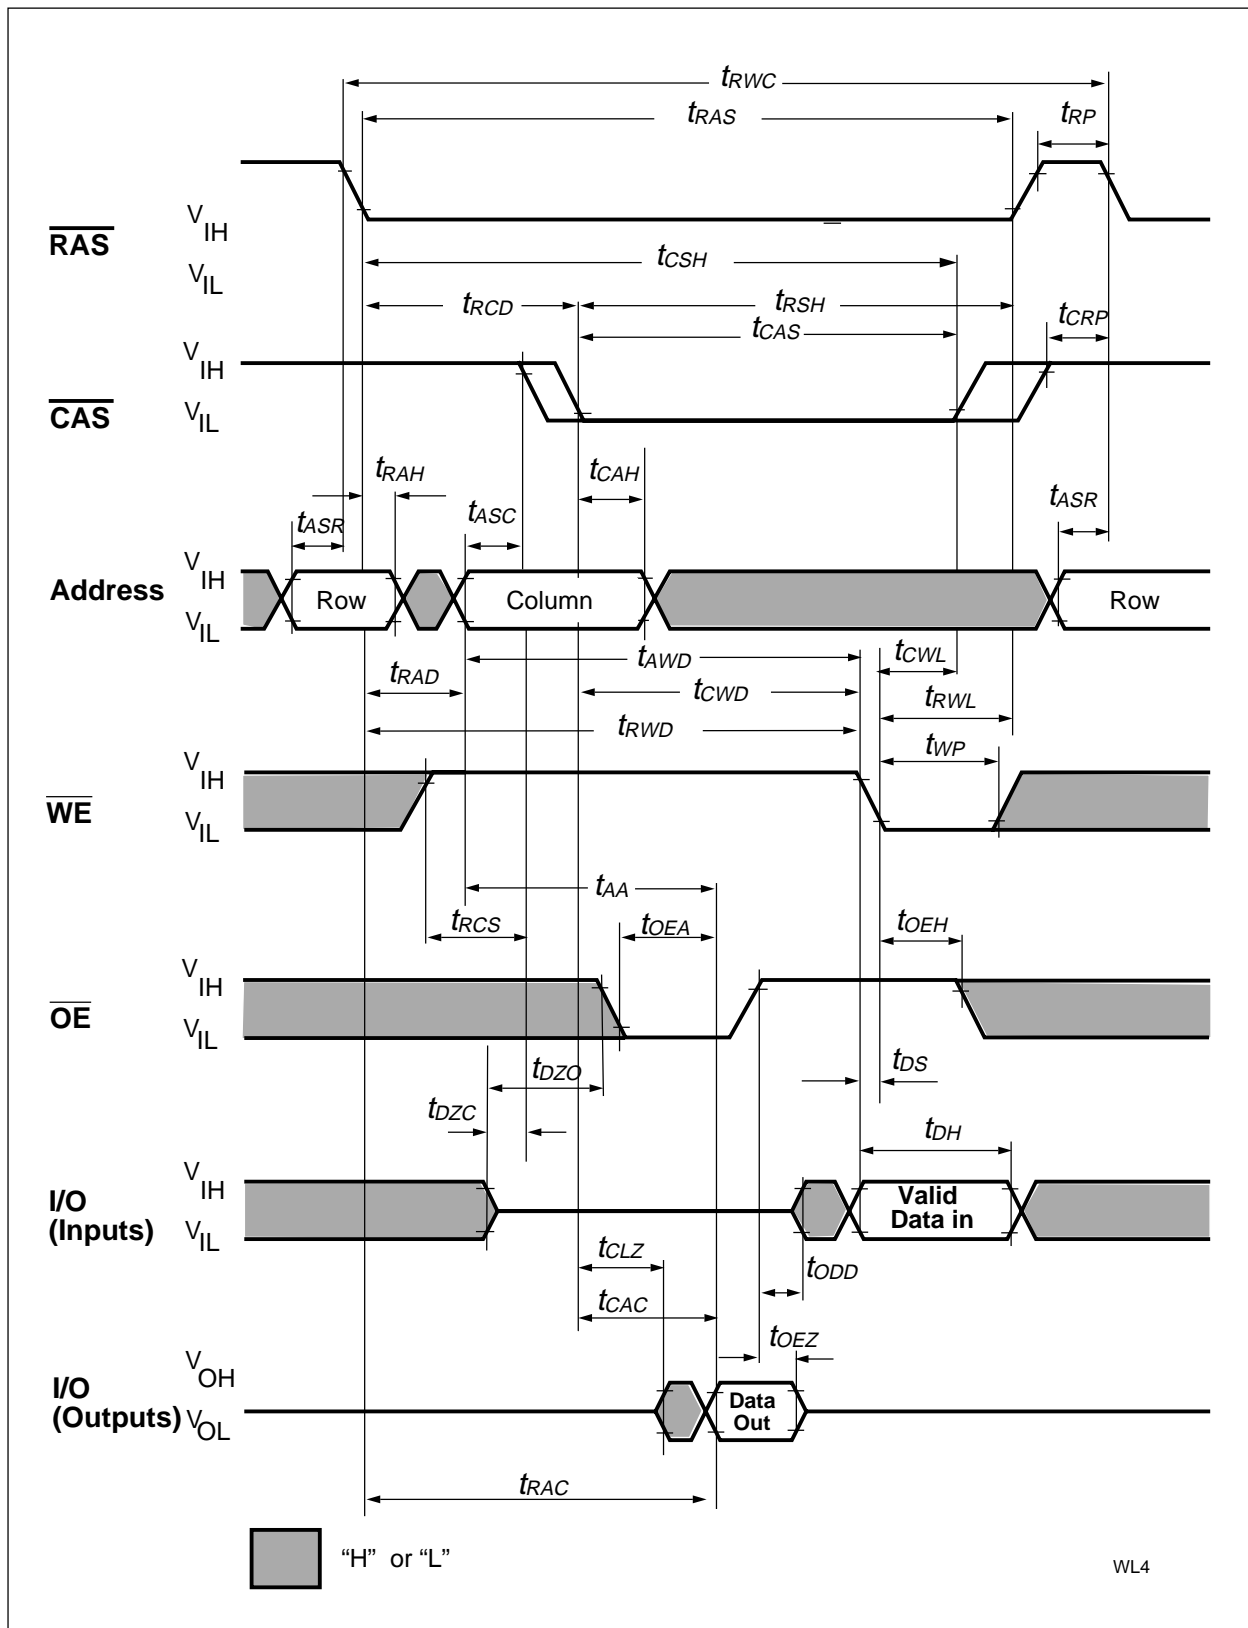 tRWC
tRAS
tRP
RAS
VIH
VIL
tCSH
tRCD
tRSH
tCAS
tCRP
CAS
VIH
VIL
tRAH
tCAH
tASR
tASC
tASR
Address
VIH
VIL
Row
Column
Row
tAWD
tCWL
tRAD
tCWD
tRWL
tRWD
tWP
WE
VIH
VIL
tAA
tRCS
tOEA
tOEH
OE
VIH
VIL
tDZO
tDS
tDZC
tDH
I/O
(Inputs)
VIH
VIL
Valid
Data in
tCLZ
tODD
tCAC
tOEZ
I/O
(Outputs)
VOH
VOL
Data
Out
tRAC
“H” or “L”
WL4